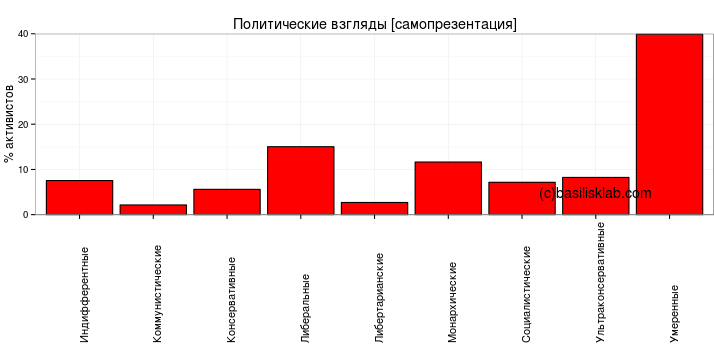 Политические взгляды [самопрезентация]
% активистов
40
30
20
10
0
(c)basilisklab.com
Индифферентные
Коммунистические
Консервативные
Либеральные
Либертарианские
Монархические
Социалистические
Ультраконсервативные
Умеренные